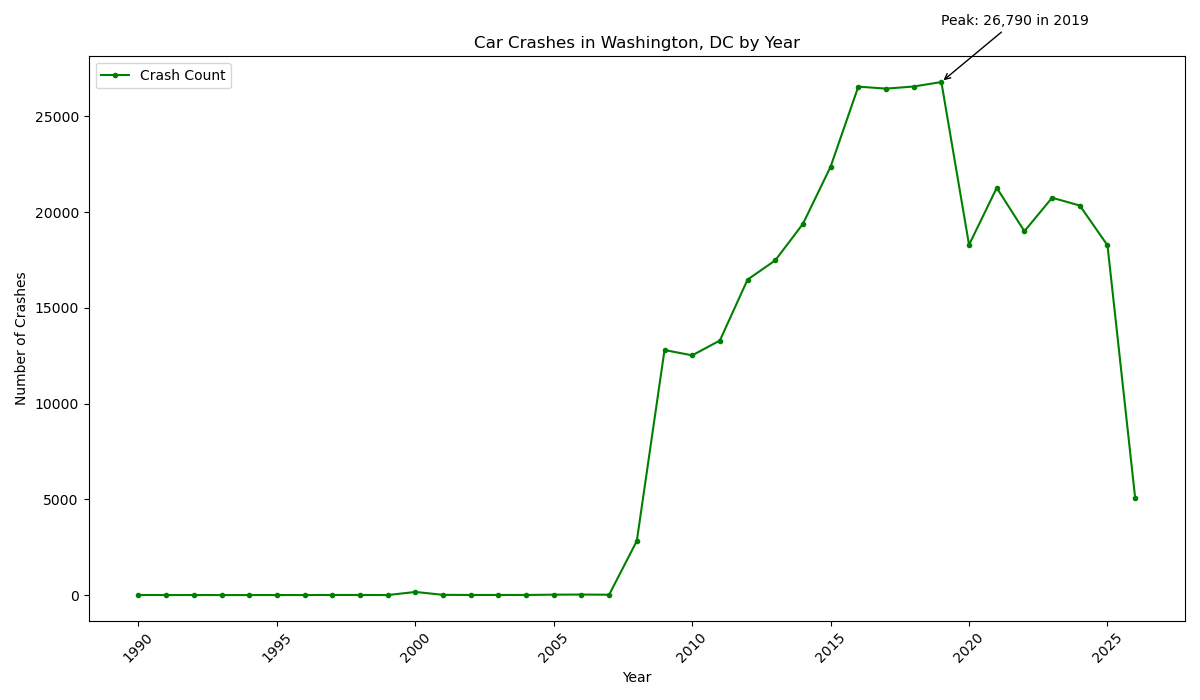 Peak: 26,790 in 2019
Car Crashes in Washington, DC by Year
Crash Count
Number of Crashes
25000
20000
15000
10000
5000
0
1990
1995
2000
2005
2010
2015
2020
2025
Year